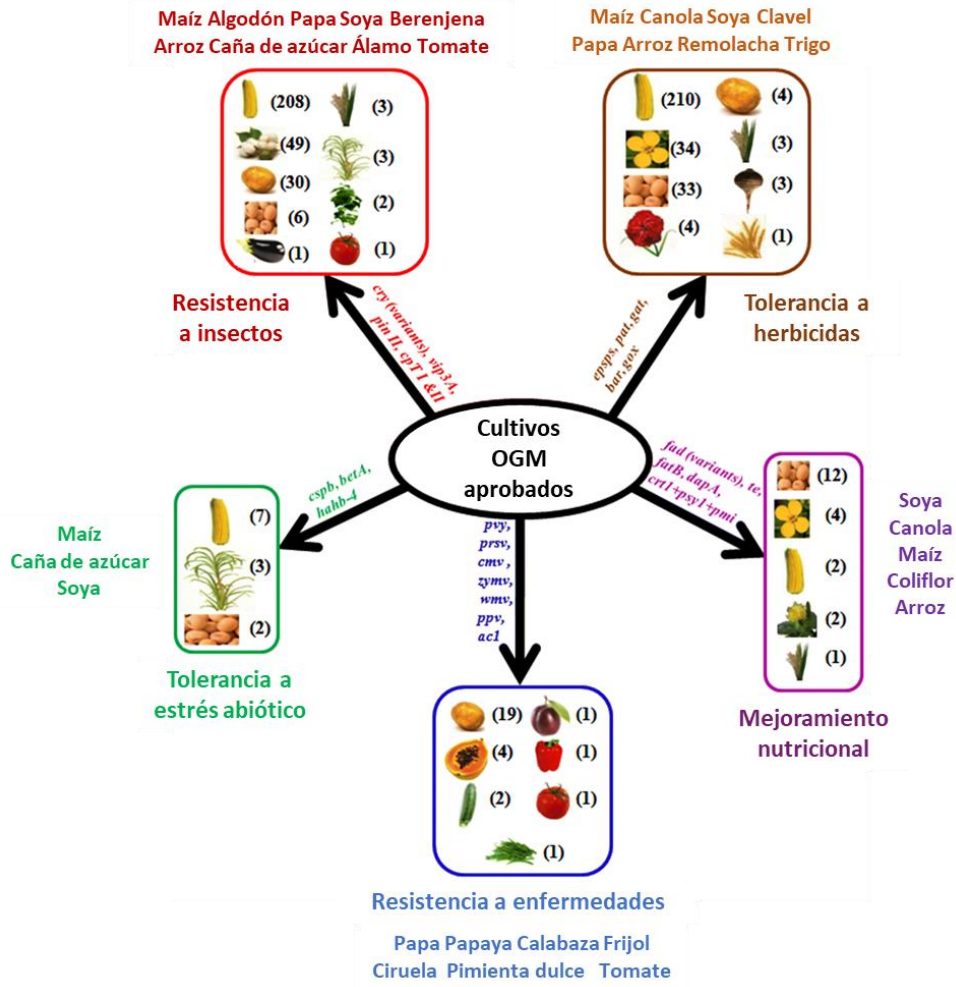 Maíz Algodón Papa Soya Berenjena
Arroz Caña de azúcar Álamo Tomate
(208)
(3)
(49)
(3)
(30)
(2)
(6)
(1)
(1)
Resistencia
a insectos
cry (variants), vip3A,
pin II, cpT I &II
Maíz Canola Soya Clavel
Papa Arroz Remolacha Trigo
(210)
(4)
(34)
(3)
(33)
(3)
(4)
(1)
Tolerancia a
herbicidas
epsps, pat, gat,
bar, gox
Cultivos
OGM
aprobados
cspb, betA,
hahb-4
Maíz
Caña de azúcar
Soya
(7)
(3)
(2)
Tolerancia a
estrés abiótico
fad (variants), te,
fatB, dapA,
crt1+psy1+pmi
(12)
(4)
(2)
(2)
(1)
Soya
Canola
Maíz
Coliflor
Arroz
Mejoramiento
nutricional
pvy,
prsv,
cmv ,
zymv,
wmv,
ppv,
ac1
(19)
(1)
(4)
(1)
(2)
(1)
(1)
Resistencia a enfermedades
Papa Papaya Calabaza Frijol
Ciruela Pimienta dulce Tomate